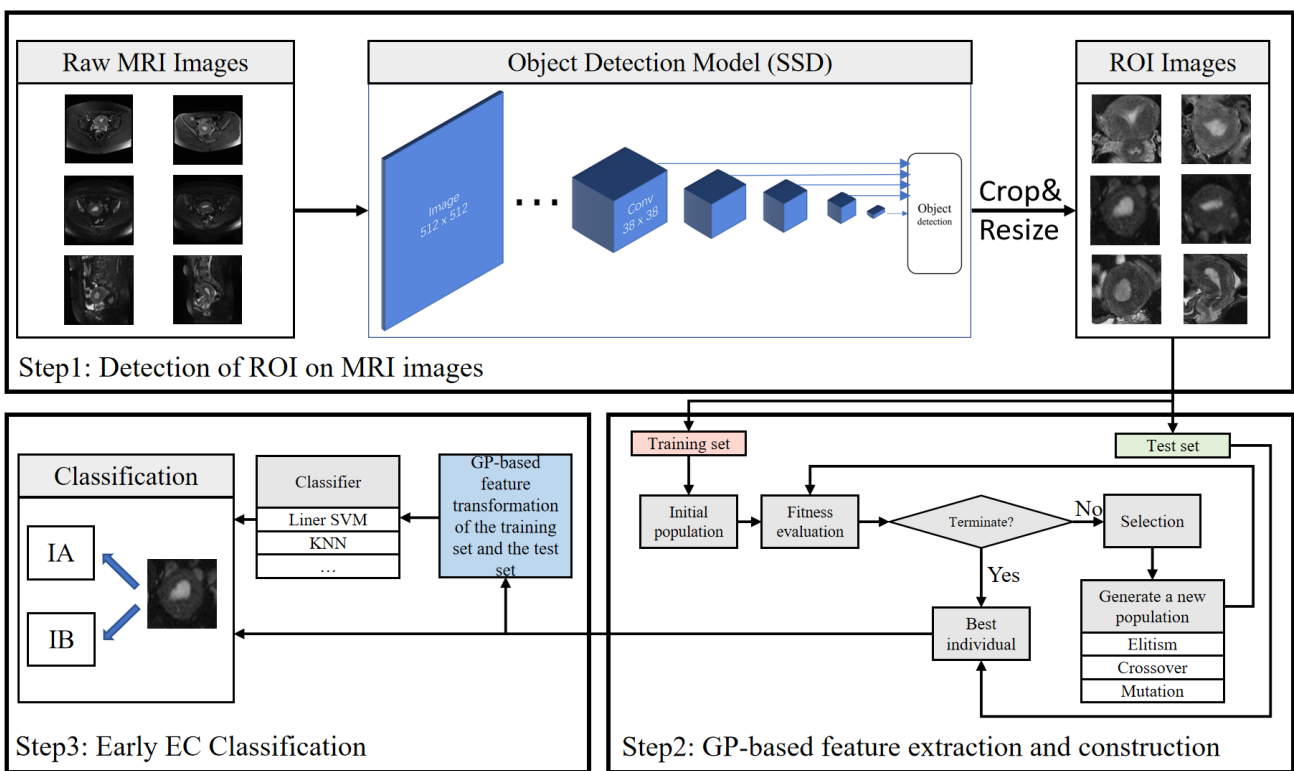 Raw MRI Images
Object Detection Model (SSD)
ROI Images
Image
512 x 512
...
Conv
38 x 38
Object
detection
Crop&
Resize
Step1: Detection of ROI on MRI images
Classification
IA
IB
Classifier
Liner SVM
KNN
...
GP-based
feature
transformation
of the training
set and the test
set
Step3: Early EC Classification
Training set
Test set
Initial
population
Fitness
evaluation
Terminate?
No
Selection
Yes
Generate a new
population
Elitism
Crossover
Mutation
Best
individual
Step2: GP-based feature extraction and construction